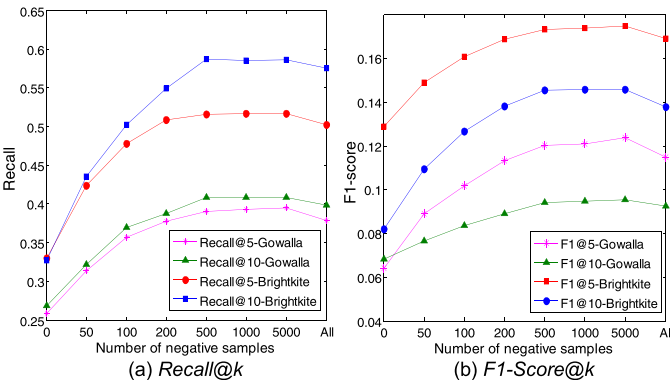 0.65
0.6
0.55
0.5
0.45
0.4
0.35
0.3
0.25
Recall
0 50 100 200 500 1000 5000 All
Number of negative samples
Recall@5-Gowalla
Recall@10-Gowalla
Recall@5-Brightkite
Recall@10-Brightkite
(a) Recall@k
0.16
0.14
0.12
0.1
0.08
0.06
0.04
F1-score
0 50 100 200 500 1000 5000 All
Number of negative samples
F1@5-Gowalla
F1@10-Gowalla
F1@5-Brightkite
F1@10-Brightkite
(b) F1-Score@k